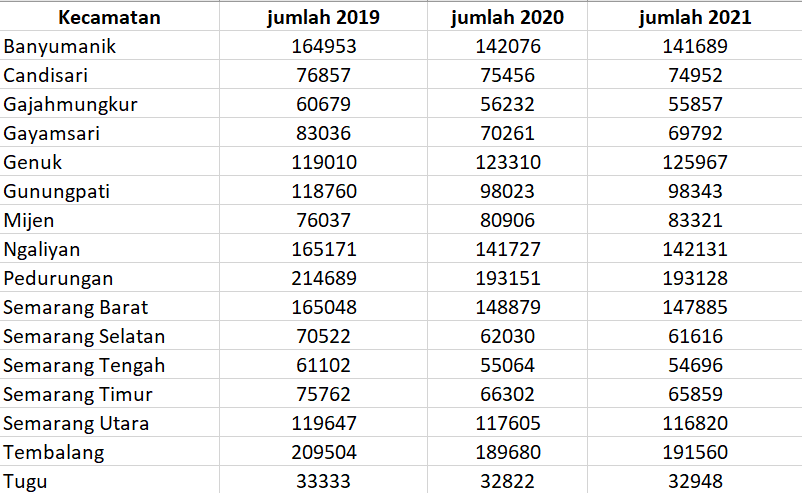 Kecamatan jumlah 2019 jumlah 2020 jumlah 2021
Banyumanik 164953 142076 141689
Candisari 76857 75456 74952
Gajahmungkur 60679 56232 55857
Gayamsari 83036 70261 69792
Genuk 119010 123310 125967
Gunungpati 118760 98023 98343
Mijen 76037 80906 83321
Ngaliyan 165171 141727 142131
Pedurungan 214689 193151 193128
Semarang Barat 165048 148879 147885
Semarang Selatan 70522 62030 61616
Semarang Tengah 61102 55064 54696
Semarang Timur 75762 66302 65859
Semarang Utara 119647 117605 116820
Tembalang 209504 189680 191560
Tugu 33333 32822 32948